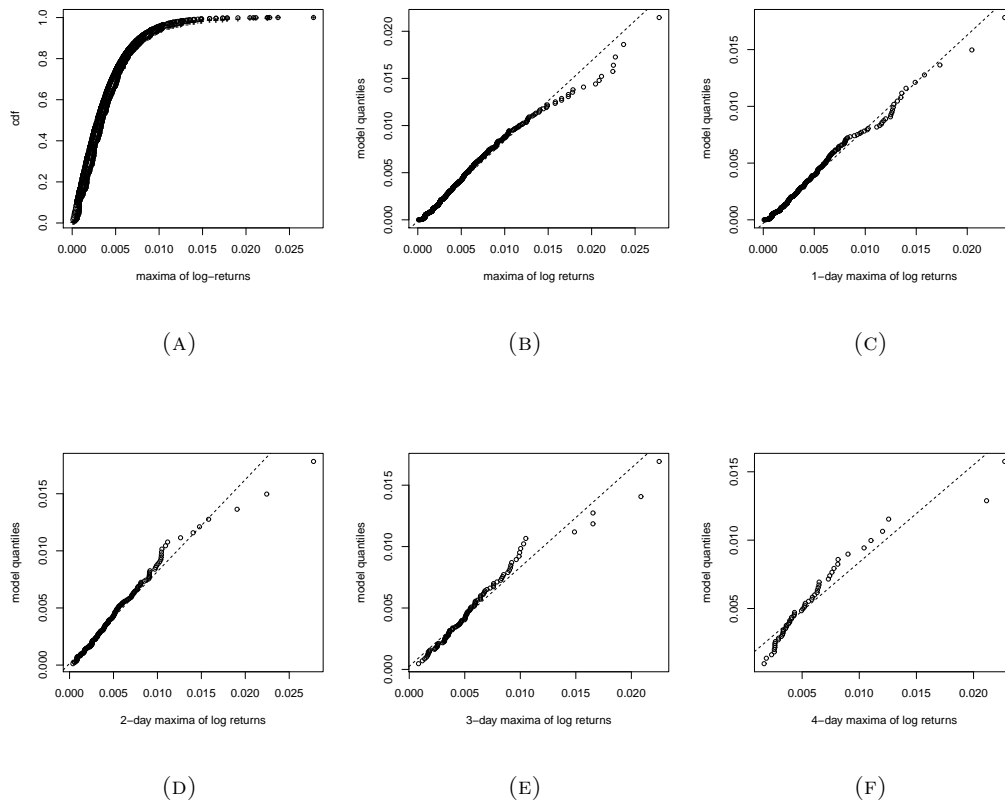 cdf
0.0 0.2 0.4 0.6 0.8 1.0
0.000 0.005 0.010 0.015 0.020 0.025
maxima of log−returns
(A)
model quantiles
0.000 0.005 0.010 0.015 0.020
0.000 0.005 0.010 0.015 0.020 0.025
maxima of log returns
(B)
model quantiles
0.000 0.005 0.010 0.015
0.000 0.005 0.010 0.015 0.020
1−day maxima of log returns
(C)
model quantiles
0.000 0.005 0.010 0.015
0.000 0.005 0.010 0.015 0.020 0.025
2−day maxima of log returns
(D)
model quantiles
0.000 0.005 0.010 0.015
0.000 0.005 0.010 0.015 0.020
3−day maxima of log returns
(E)
model quantiles
0.005 0.010 0.015
0.005 0.010 0.015 0.020
4−day maxima of log returns
(F)